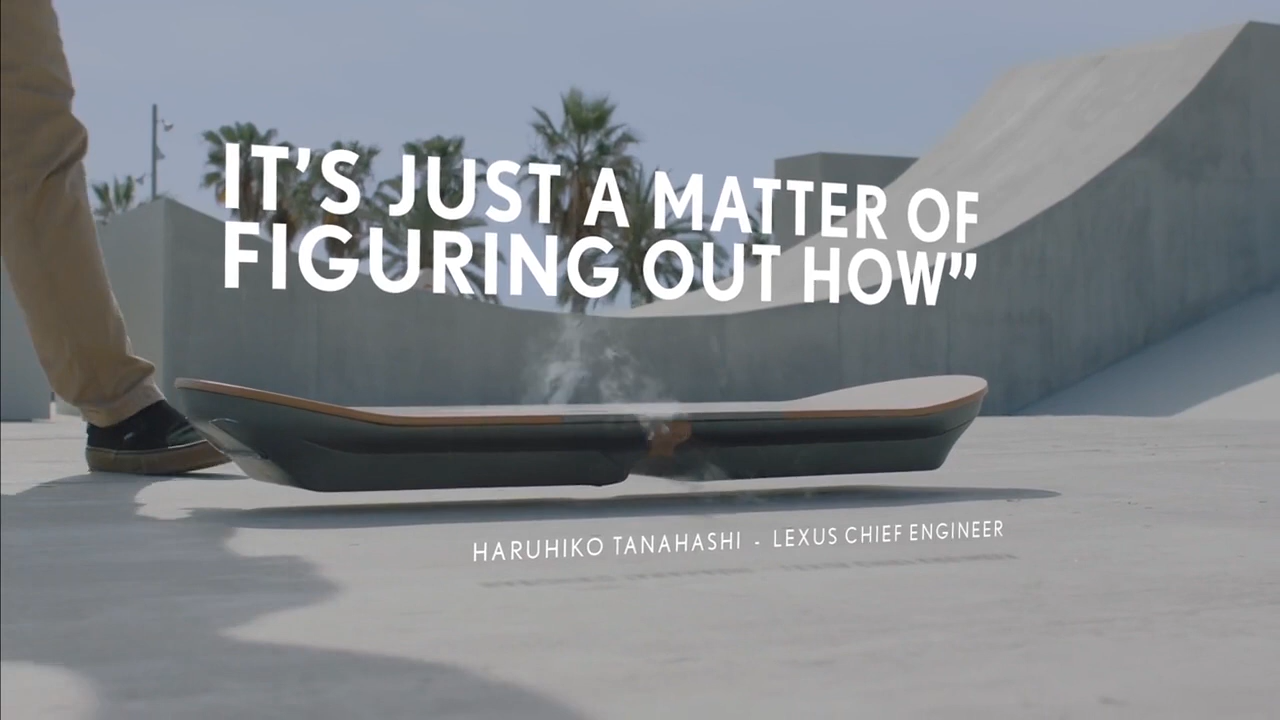 IT'S JUST A MATTER OF
FIGURING OUT HOW”
HARUHIKO TANAHASHI - LEXUS CHIEF ENGINEER